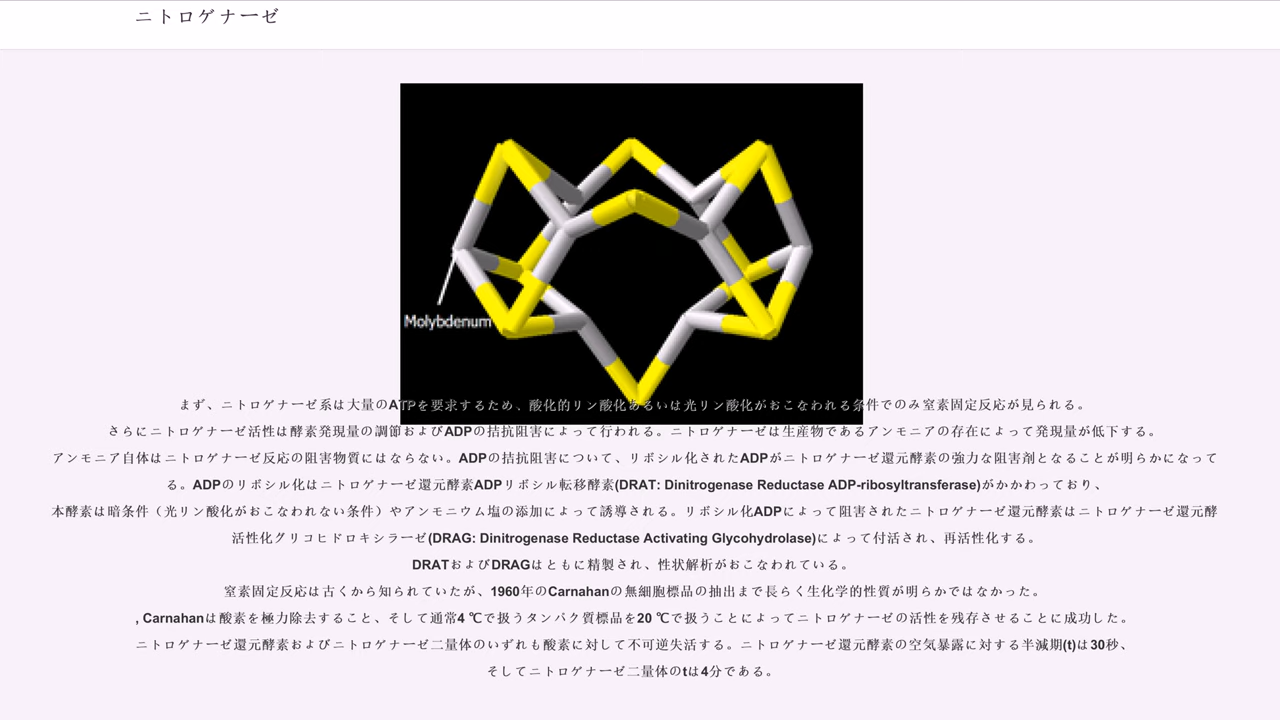 ニトロゲナーゼ
Molybdenum
まず、ニトロゲナーゼ系は大量のATPを要求するため、酸化的リン酸化あるいは光リン酸化がおこなわれる条件でのみ窒素固定反応が見られる。
さらにニトロゲナーゼ活性は酵素発現量の調節およびADPの拮抗阻害によって行われる。ニトロゲナーゼは生産物であるアンモニアの存在によって発現量が低下する。
アンモニア自体はニトロゲナーゼ反応の阻害物質にはならない。ADPの拮抗阻害について、リボシル化されたADPがニトロゲナーゼ還元酵素の強力な阻害剤となることが明らかになって
る。ADPのリボシル化はニトロゲナーゼ還元酵素ADPリボシル転移酵素(DRAT: Dinitrogenase Reductase ADP-ribosyltransferase)がかかわっており、
本酵素は暗条件（光リン酸化がおこなわれない条件）やアンモニウム塩の添加によって誘導される。リボシル化ADPによって阻害されたニトロゲナーゼ還元酵素はニトロゲナーゼ還元酵
活性化グリコヒドロキシラーゼ(DRAG: Dinitrogenase Reductase Activating Glycohydrolase)によって付活され、再活性化する。
DRATおよびDRAGはともに精製され、性状解析がおこなわれている。
窒素固定反応は古くから知られていたが、1960年のCarnahanの無細胞標品の抽出まで長らく生化学的性質が明らかではなかった。
, Carnahanは酸素を極力除去すること、そして通常4 ℃で扱うタンパク質標品を20 ℃で扱うことによってニトロゲナーゼの活性を残存させることに成功した。
ニトロゲナーゼ還元酵素およびニトロゲナーゼ二量体のいずれも酸素に対して不可逆失活する。ニトロゲナーゼ還元酵素の空気暴露に対する半減期(t)は30秒、
そしてニトロゲナーゼ二量体のtは4分である。